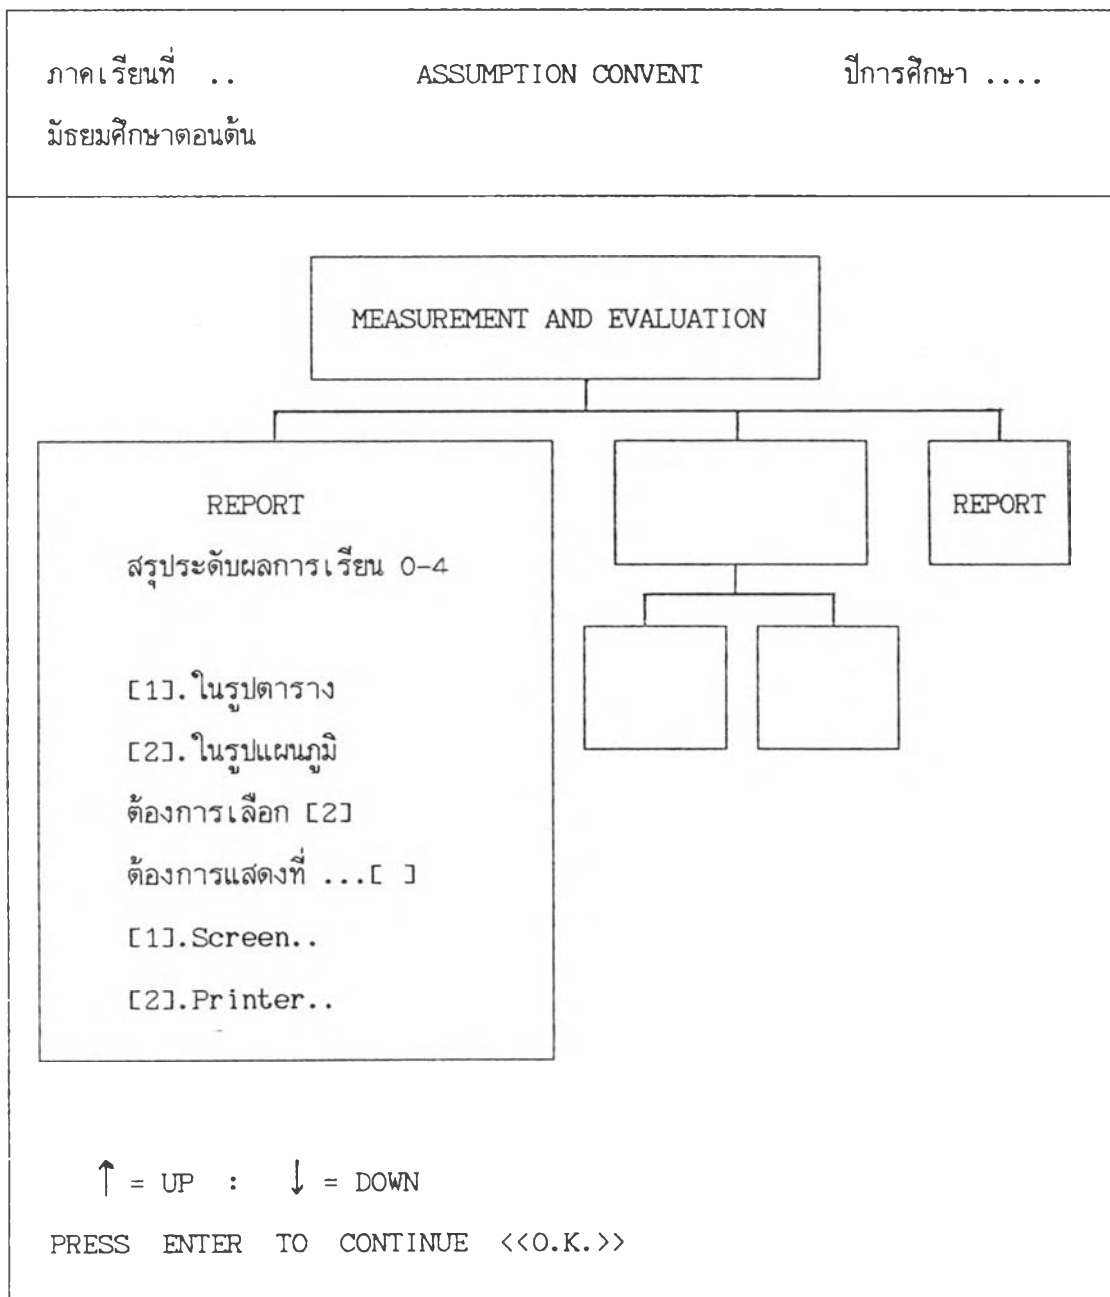 ภาคเรียนที่ .. ASSUMPTION CONVENT ปีการศึกษา ....
มัธยมศึกษาตอนต้น
MEASUREMENT AND EVALUATION
REPORT
สรุประดับผลการเรียน 0-4
[1].ในรูปตาราง
[2].ในรูปแผนภูมิ
ต้องการเลือก [2]
ต้องการแสดงที่ ...[ ]
[1].Screen..
[2].Printer..
REPORT
↑ = UP : ↓ = DOWN
PRESS ENTER TO CONTINUE <<O.K.>>